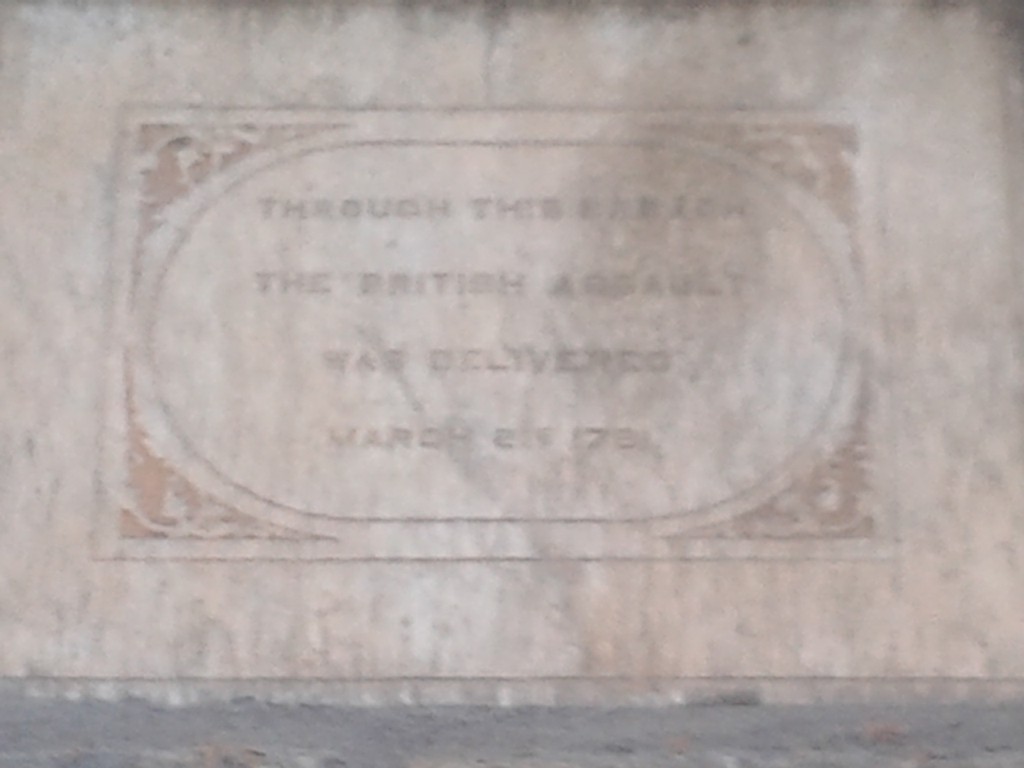 THROUGH THIS BREACH
THE BRITISH ASSAULT
WAS DELIVERED
MARCH 21 1791